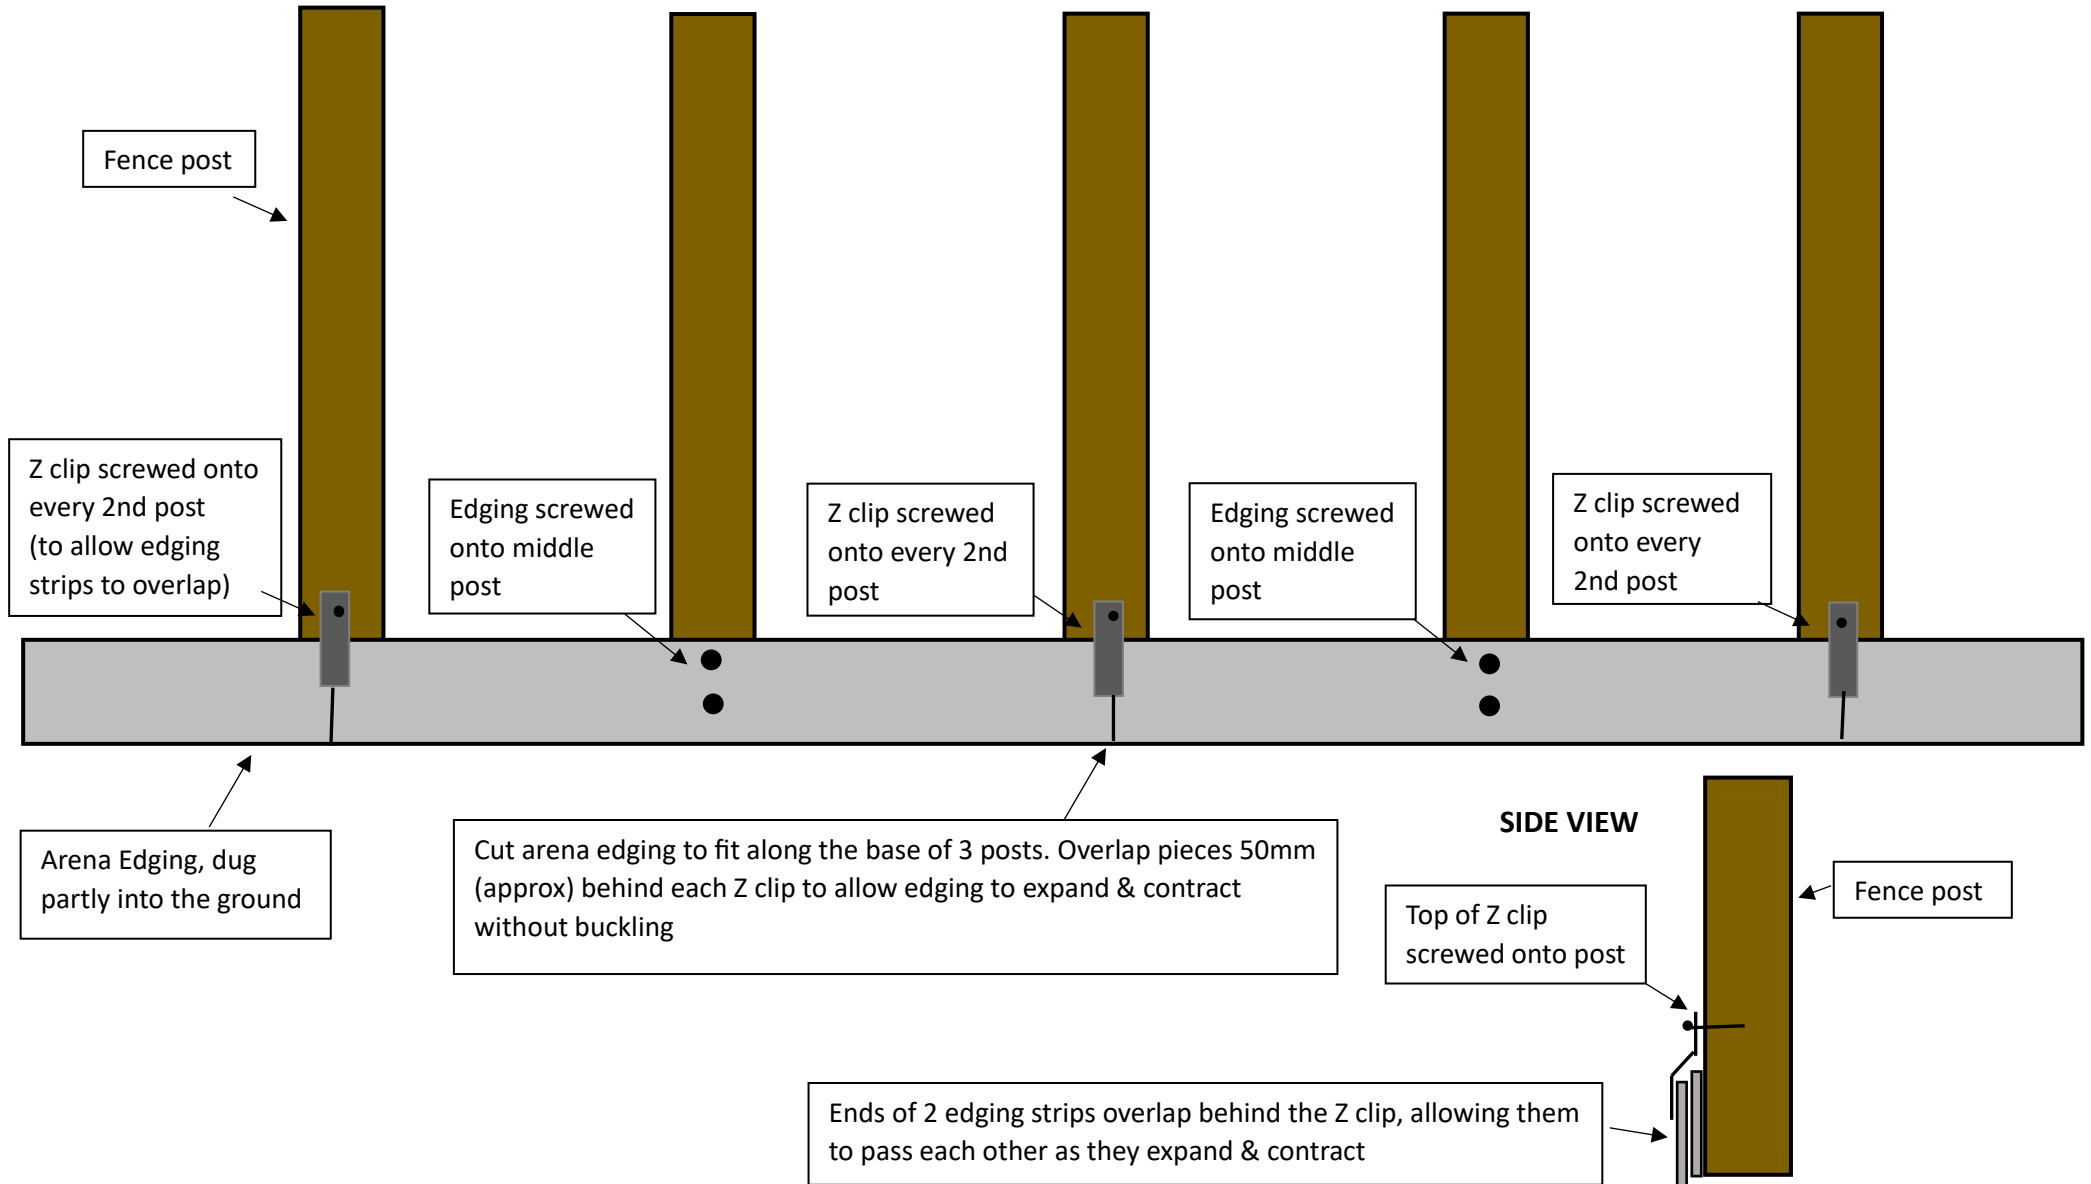 Fence post
Z clip screwed onto
every 2nd post
(to allow edging
strips to overlap)
Edging screwed
onto middle
post
Z clip screwed
onto every 2nd
post
Edging screwed
onto middle
post
Z clip screwed
onto every
2nd post
Arena Edging, dug
partly into the ground
Cut arena edging to fit along the base of 3 posts. Overlap pieces 50mm
(approx) behind each Z clip to allow edging to expand & contract
without buckling
SIDE VIEW
Fence post
Top of Z clip
screwed onto post
Ends of 2 edging strips overlap behind the Z clip, allowing them
to pass each other as they expand & contract